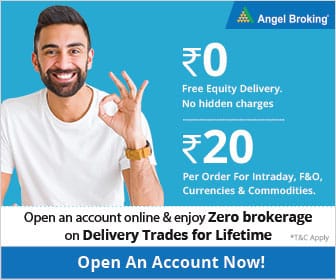 Angel Broking
₹0
Free Equity Delivery.
No hidden charges
₹20
Per Order For Intraday, F&O,
Currencies & Commodities.
Open an account online & enjoy Zero brokerage
on Delivery Trades for Lifetime
*T&C Apply
Open An Account Now!